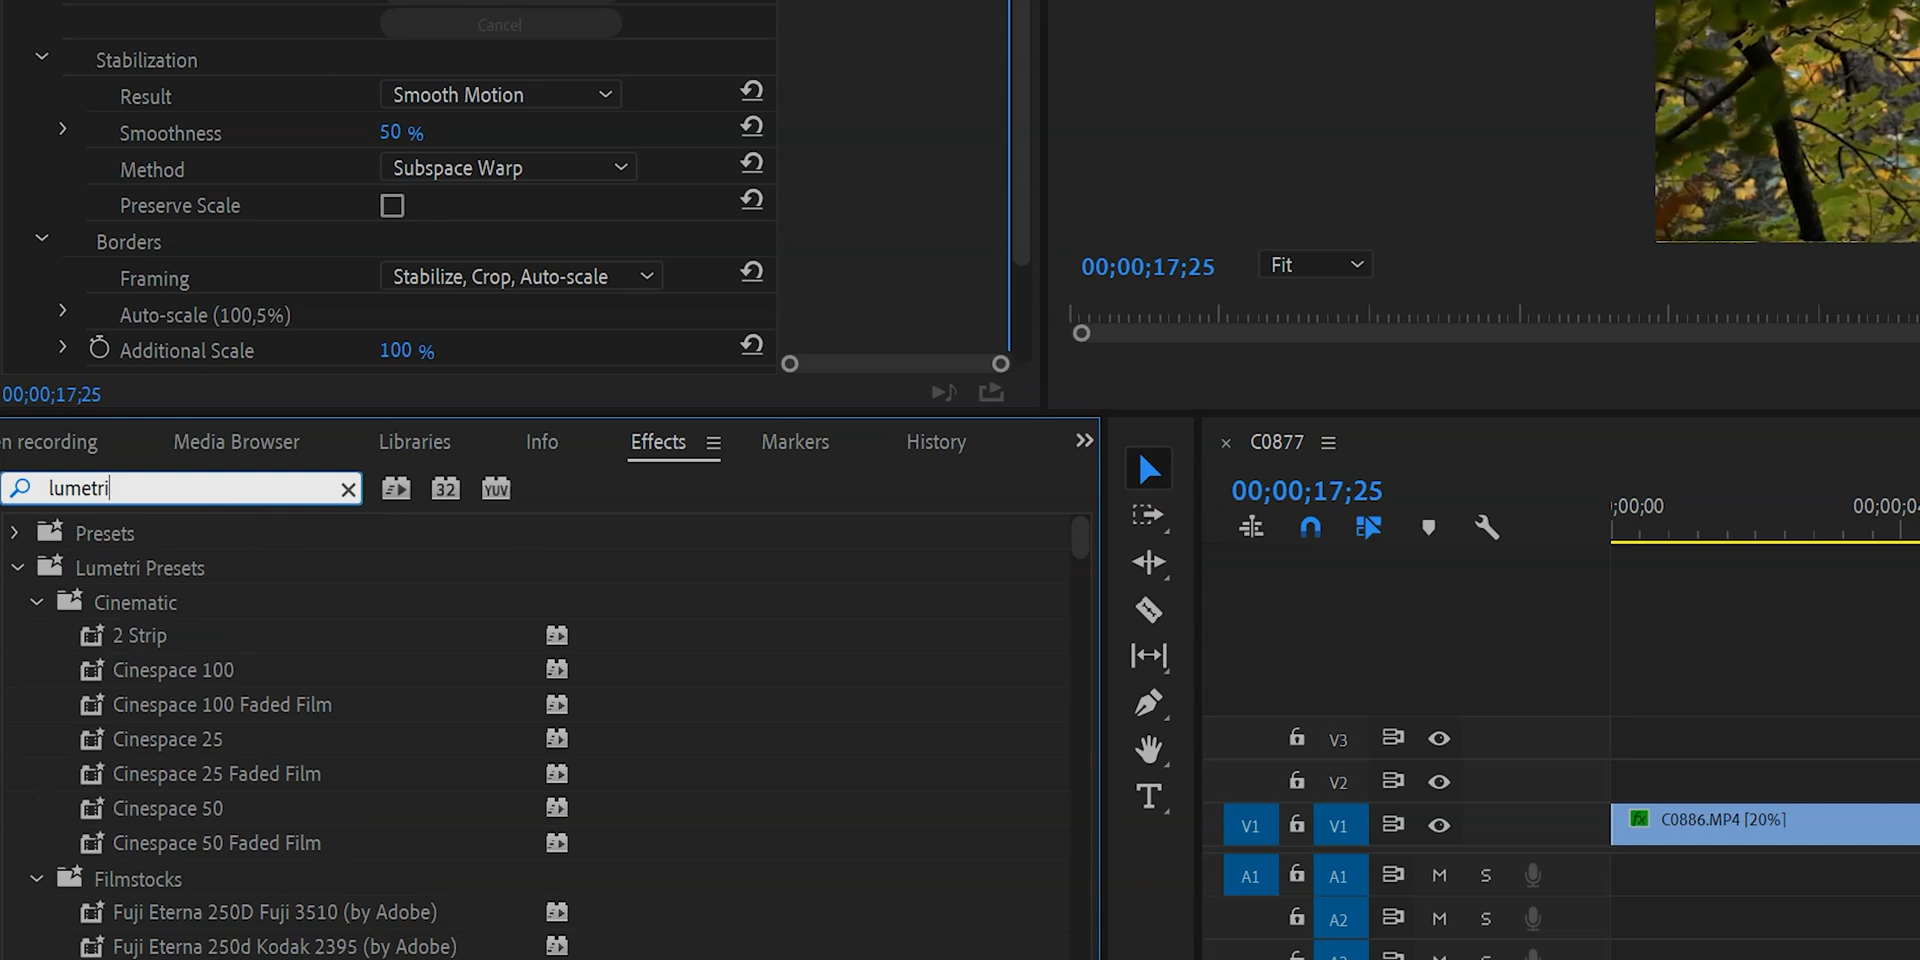 Cancel
Stabilization
Result Smooth Motion
Smoothness 50 %
Method Subspace Warp
Preserve Scale
Borders
Framing Stabilize, Crop, Auto-scale
Auto-scale (100,5%)
Additional Scale 100 %
00;00;17;25
00;00;17;25 Fit
en recording Media Browser Libraries Info Effects Markers History
lumetri 32 YUV
Presets
Lumetri Presets
Cinematic
2 Strip
Cinespace 100
Cinespace 100 Faded Film
Cinespace 25
Cinespace 25 Faded Film
Cinespace 50
Cinespace 50 Faded Film
Filmstocks
Fuji Eterna 250D Fuji 3510 (by Adobe)
Fuji Eterna 250d Kodak 2395 (by Adobe)
T
× C0877
00;00;17;25
;00;00 00;00;04
V3
V2
V1 V1 fx C0886.MP4 [20%]
A1 A1 M S
A2 M S